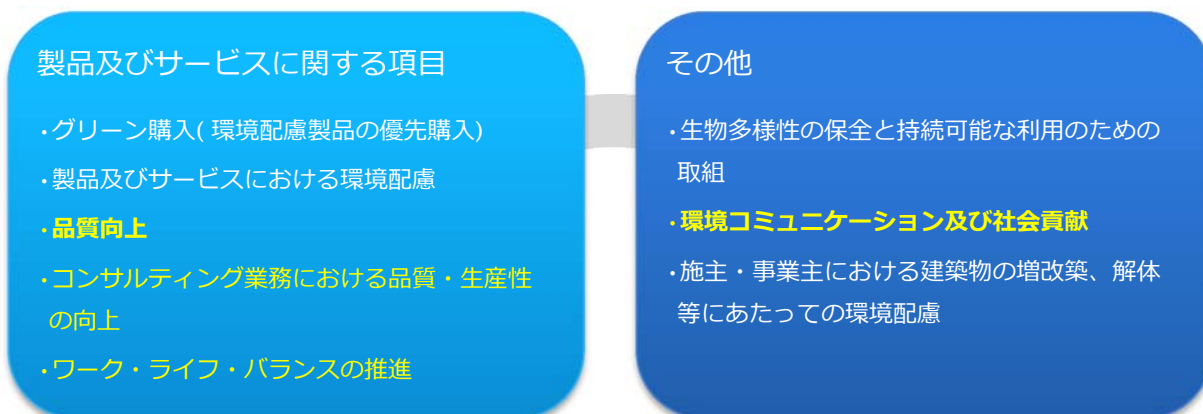 製品及びサービスに関する項目
・グリーン購入( 環境配慮製品の優先購入)
・製品及びサービスにおける環境配慮
・品質向上
・コンサルティング業務における品質・生産性
の向上
・ワーク・ライフ・バランスの推進
その他
・生物多様性の保全と持続可能な利用のための
取組
・環境コミュニケーション及び社会貢献
・施主・事業主における建築物の増改築、解体
等にあたっての環境配慮